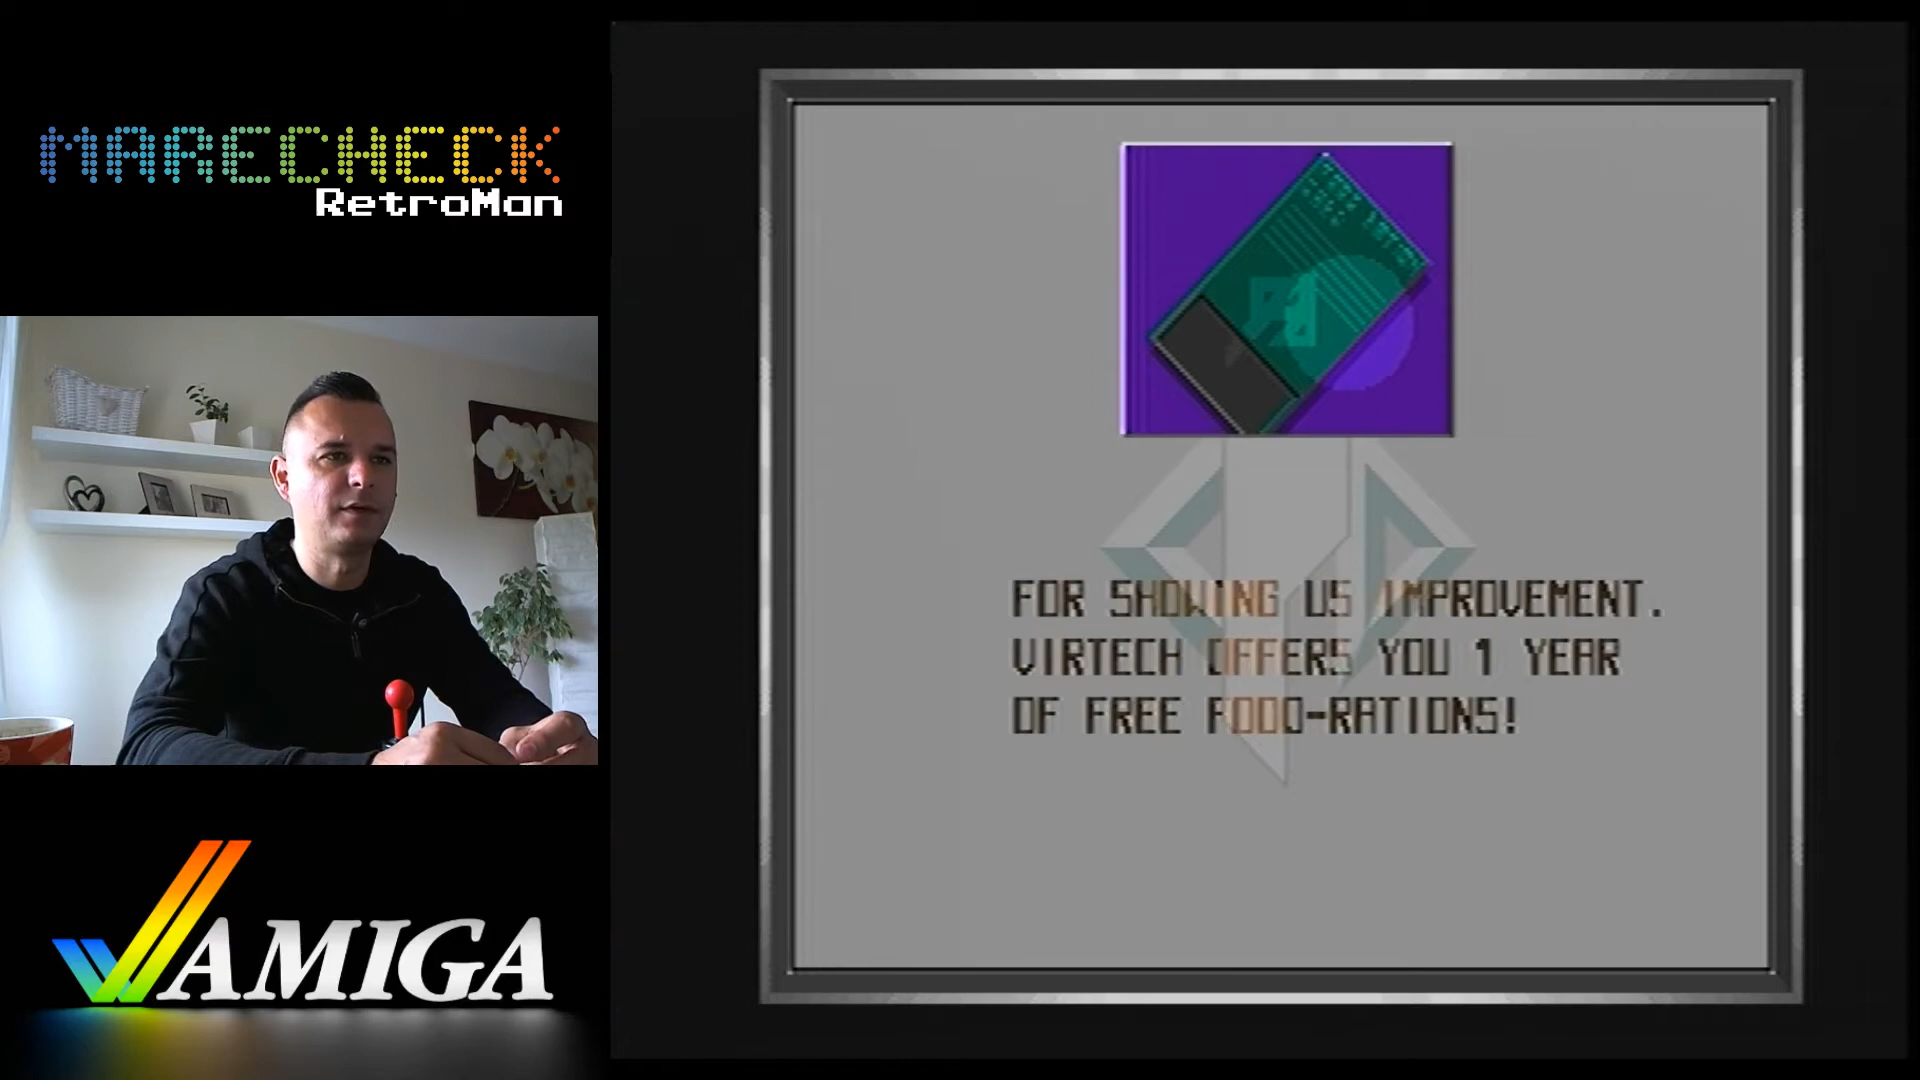 MARECHECK
RetroMan
FOR SHOWING US IMPROVEMENT.
VIRTECH OFFERS YOU 1 YEAR
OF FREE FOOD-RATIONS!
AMIGA